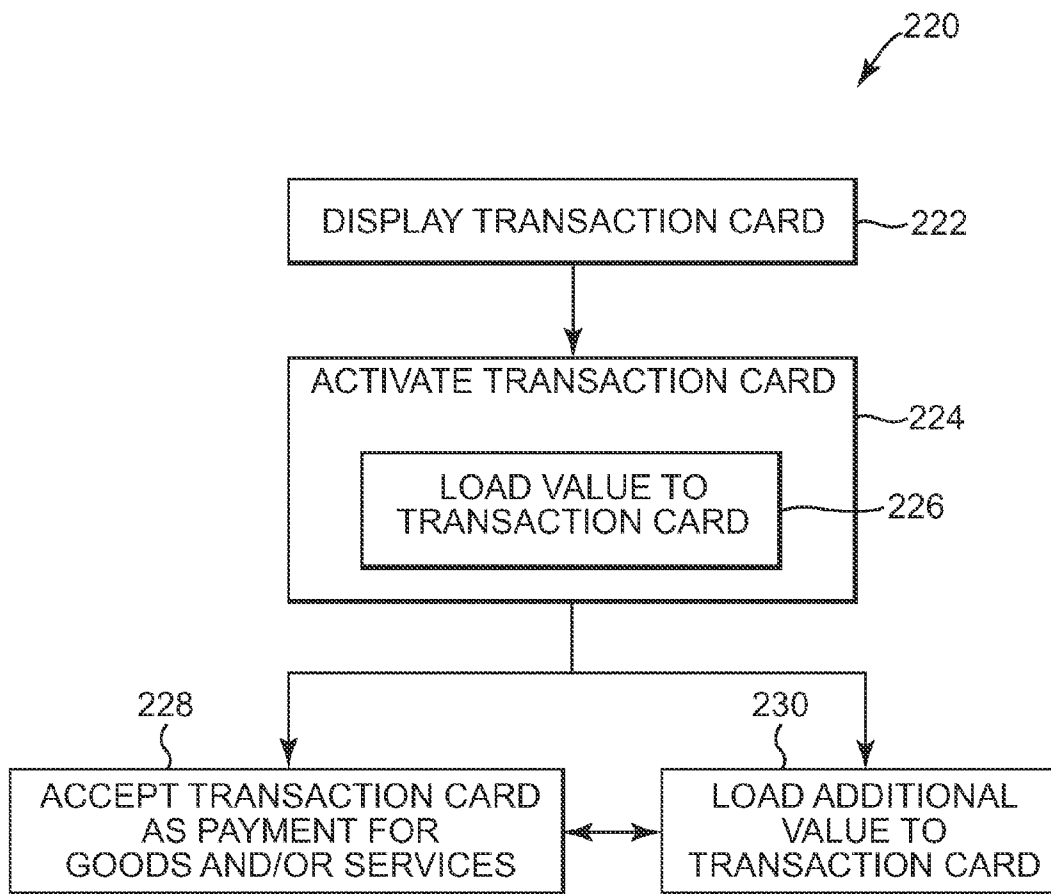 220
DISPLAY TRANSACTION CARD
222
ACTIVATE TRANSACTION CARD
224
LOAD VALUE TO
TRANSACTION CARD
226
228
ACCEPT TRANSACTION CARD
AS PAYMENT FOR
GOODS AND/OR SERVICES
230
LOAD ADDITIONAL
VALUE TO
TRANSACTION CARD